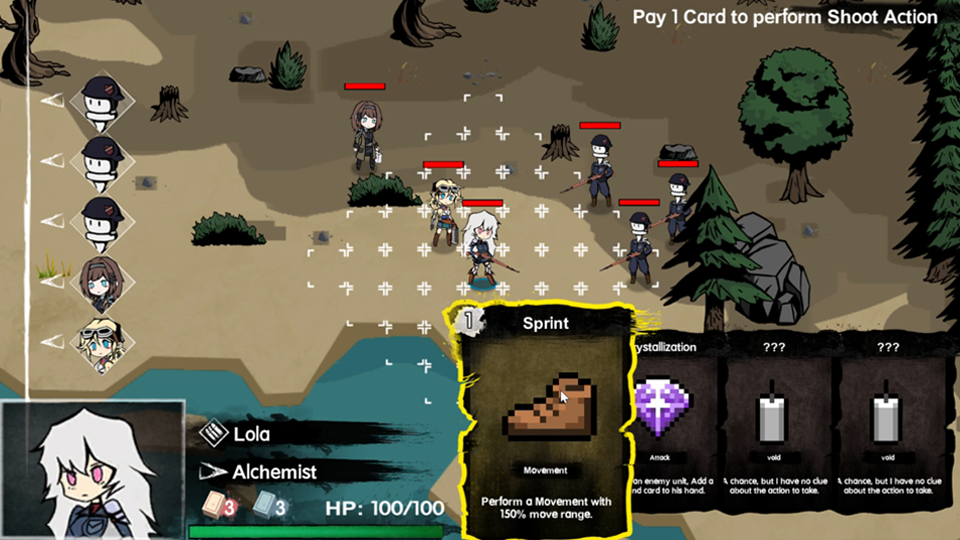 Pay 1 Card to perform Shoot Action
1
Sprint
Movement
Perform a Movement with
150% move range.
ystallization
Attack
an enemy unit, Add a
nd card to his hand.
???
void
A chance, but I have no clue
about the action to take.
???
void
A chance, but I have no clue
about the action to take.
Lola
Alchemist
3
3
HP: 100/100